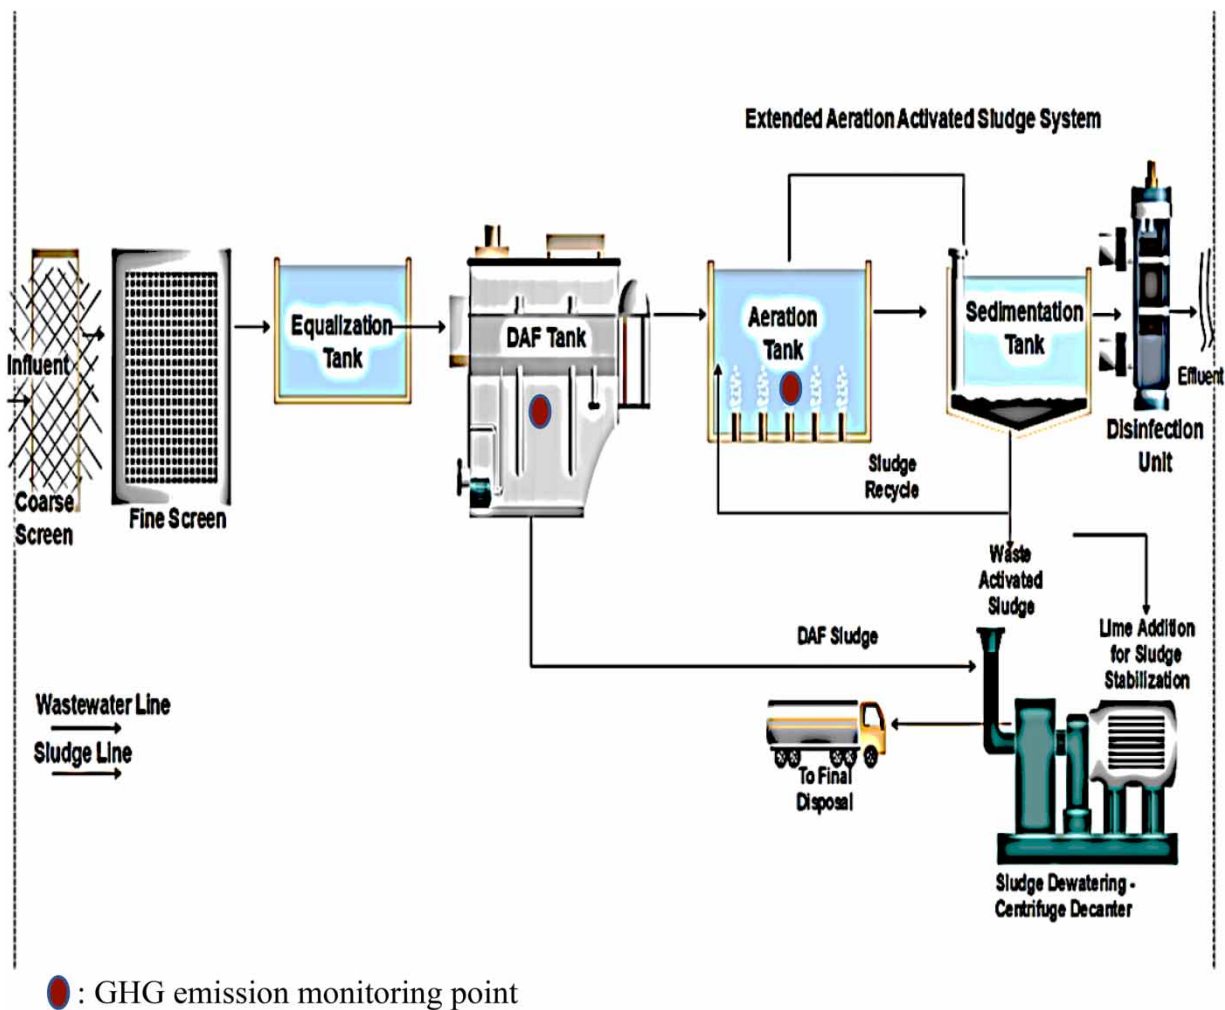 Extended Aeration Activated Sludge System
Influent
Coarse
Screen
Fine Screen
Equalization
Tank
DAF Tank
Aeration
Tank
Sedimentation
Tank
Effluent
Disinfection
Unit
Sludge
Recycle
Waste
Activated
Sludge
DAF Sludge
Lime Addition
for Sludge
Stabilization
Wastewater Line
Sludge Line
To Final
Disposal
Sludge Dewatering -
Centrifuge Decanter
: GHG emission monitoring point